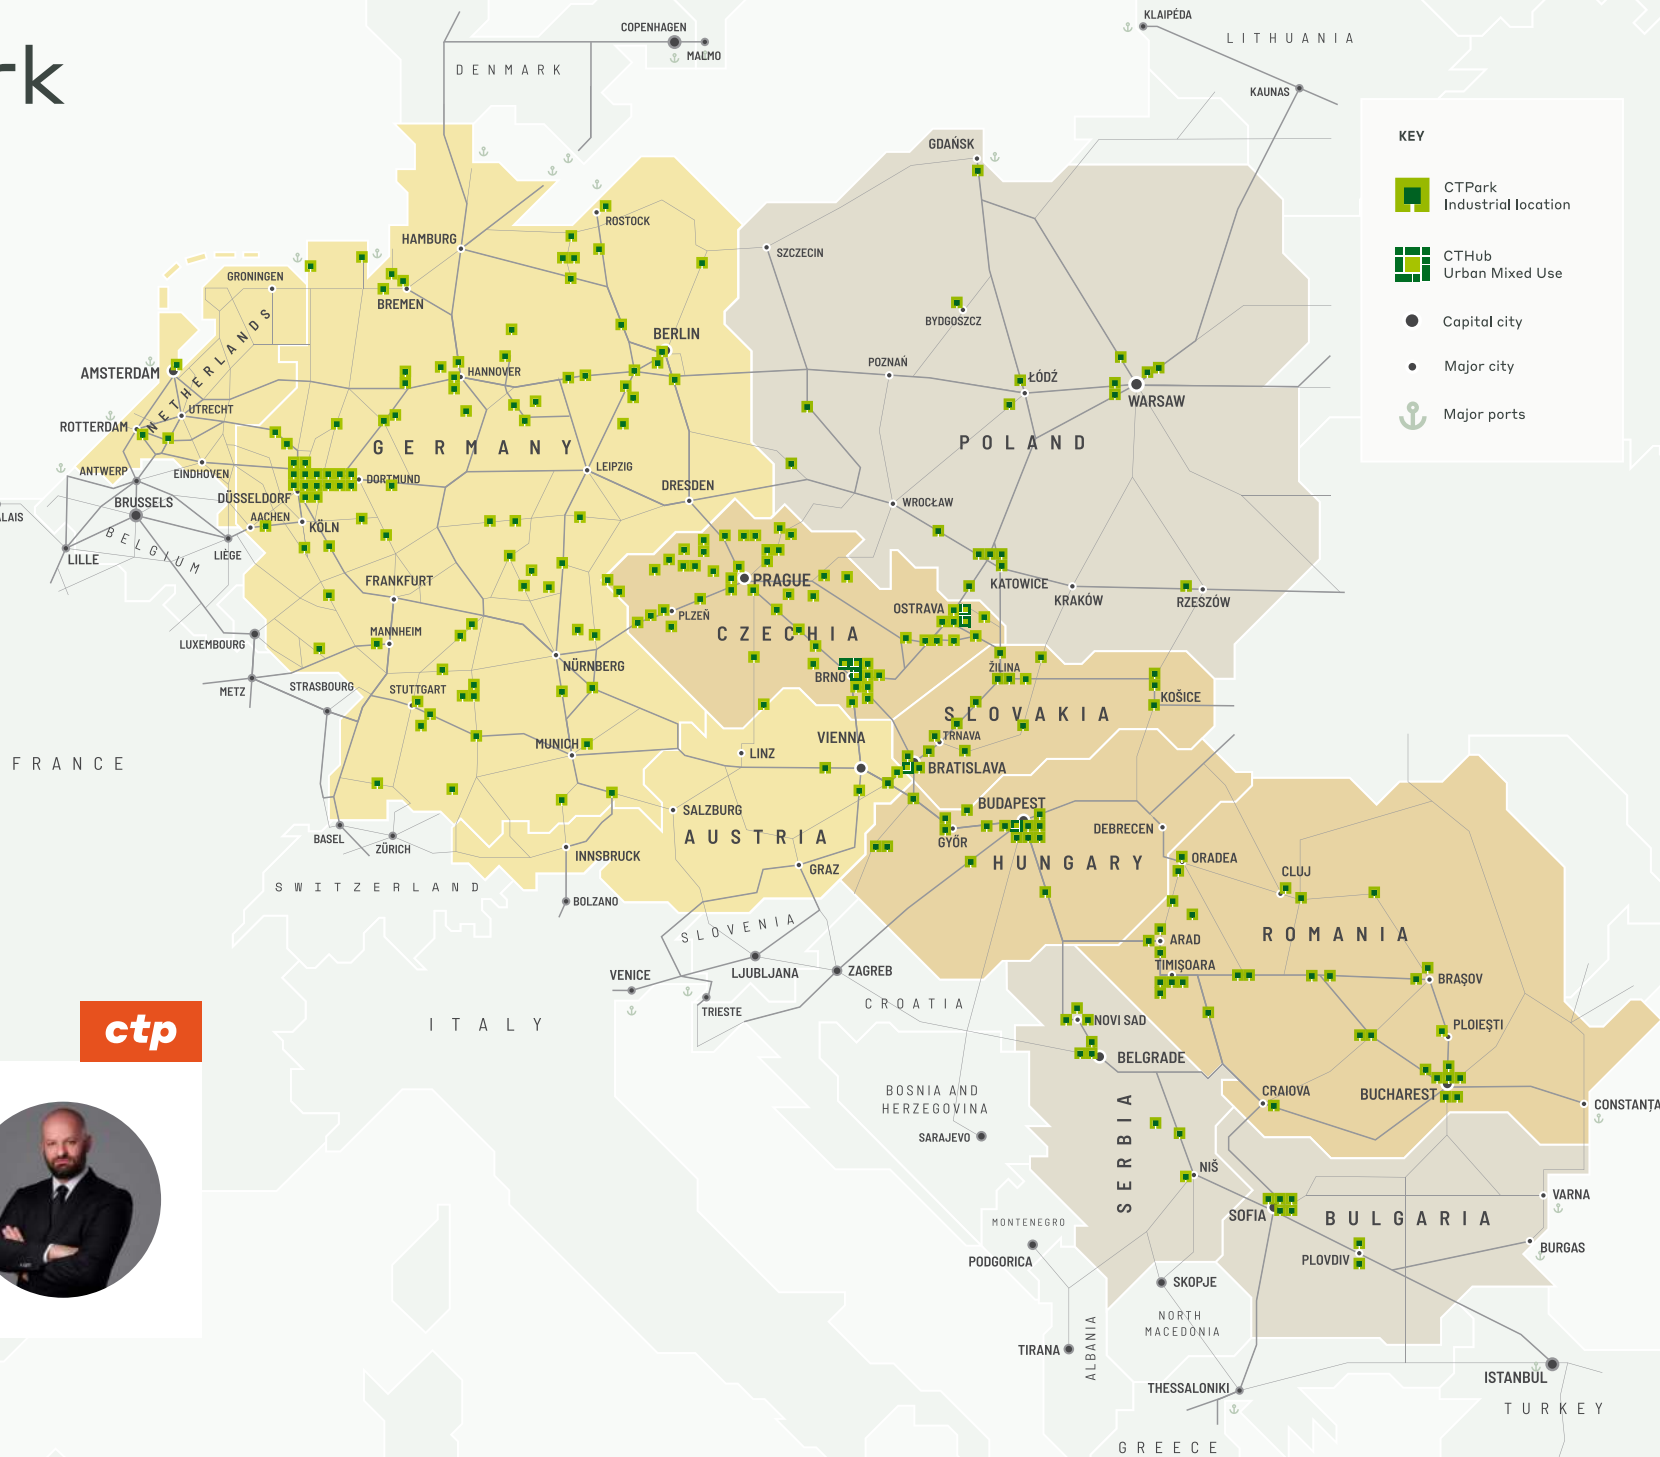 rk
COPENHAGEN
MALMO
DENMARK
KLAIPĖDA
LITHUANIA
KAUNAS
KEY
CTPark
Industrial location
CTHub
Urban Mixed Use
Capital city
Major city
Major ports
GDAŃSK
ROSTOCK
HAMBURG
SZCZECIN
GRONINGEN
BREMEN
BYDGOSZCZ
BERLIN
NETHERLANDS
AMSTERDAM
HANNOVER
POZNAŃ
ŁÓDŹ
WARSAW
UTRECHT
ROTTERDAM
GERMANY
POLAND
ANTWERP
EINDHOVEN
DORTMUND
LEIPZIG
DRESDEN
DÜSSELDORF
BRUSSELS
WROCŁAW
ALAIS
AACHEN
KÖLN
BELGIUM
LIÈGE
LILLE
FRANKFURT
PRAGUE
KATOWICE
KRAKÓW
RZESZÓW
OSTRAVA
PLZEŇ
MANNHEIM
CZECHIA
LUXEMBOURG
NÜRNBERG
ŽILINA
BRNO
METZ
STRASBOURG
STUTTGART
KOŠICE
SLOVAKIA
TRNAVA
VIENNA
MUNICH
LINZ
FRANCE
BRATISLAVA
SALZBURG
BUDAPEST
DEBRECEN
BASEL
ZÜRICH
AUSTRIA
GYŐR
INNSBRUCK
HUNGARY
ORADEA
GRAZ
CLUJ
SWITZERLAND
BOLZANO
SLOVENIA
ROMANIA
ARAD
TIMIȘOARA
VENICE
LJUBLJANA
ZAGREB
BRAȘOV
CROATIA
TRIESTE
ITALY
NOVI SAD
PLOIEȘTI
ctp
BELGRADE
BOSNIA AND
HERZEGOVINA
CRAIOVA
BUCHAREST
CONSTANȚA
SARAJEVO
SERBIA
NIŠ
VARNA
MONTENEGRO
SOFIA
BULGARIA
PODGORICA
PLOVDIV
BURGAS
SKOPJE
NORTH
MACEDONIA
TIRANA
ALBANIA
THESSALONIKI
ISTANBUL
TURKEY
GREECE